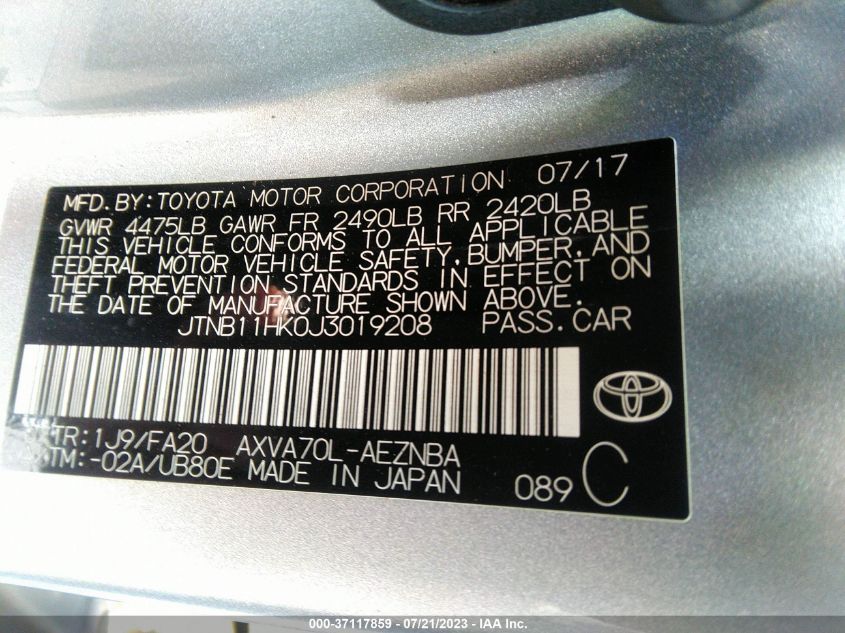 MFD. BY: TOYOTA MOTOR CORPORATION 07/17
GVWR 4475LB GAWR FR 2490LB RR 2420LB
THIS VEHICLE CONFORMS TO ALL APPLICABLE
FEDERAL MOTOR VEHICLE SAFETY, BUMPER, AND
THEFT PREVENTION STANDARDS IN EFFECT ON
THE DATE OF MANUFACTURE SHOWN ABOVE.
JTNB11HK0J3019208 PASS.CAR
TR:1J9/FA20 AXVA70L-AEZNBA
TM:-02A/UB80E MADE IN JAPAN 089 C
000-37117859 - 07/21/2023 - IAA Inc.